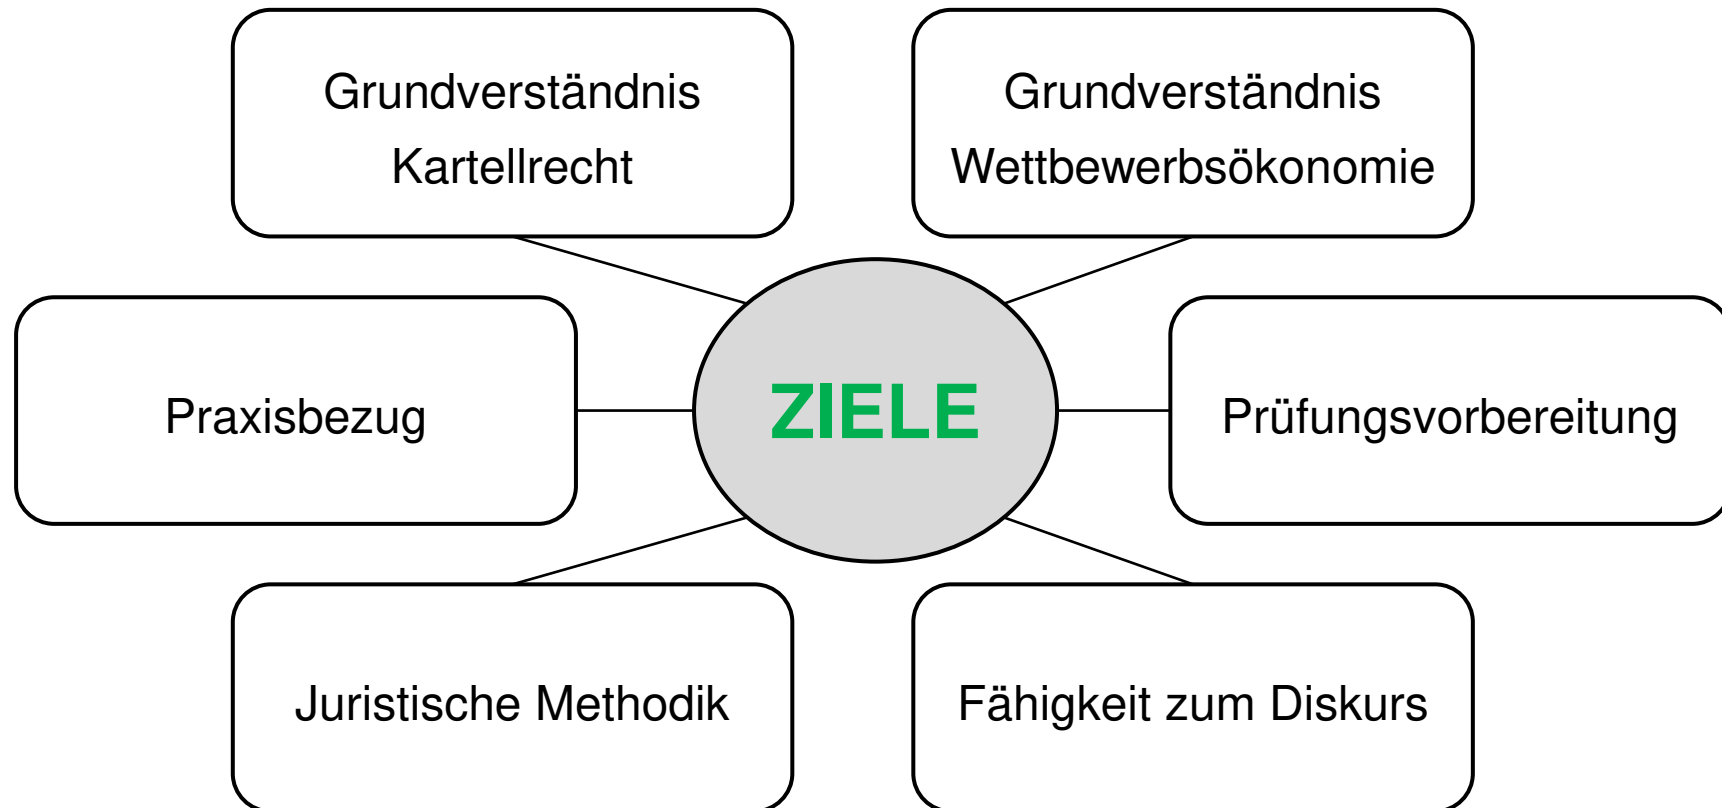 Grundverständnis
Kartellrecht
Grundverständnis
Wettbewerbsökonomie
Praxisbezug
ZIELE
Prüfungsvorbereitung
Juristische Methodik
Fähigkeit zum Diskurs